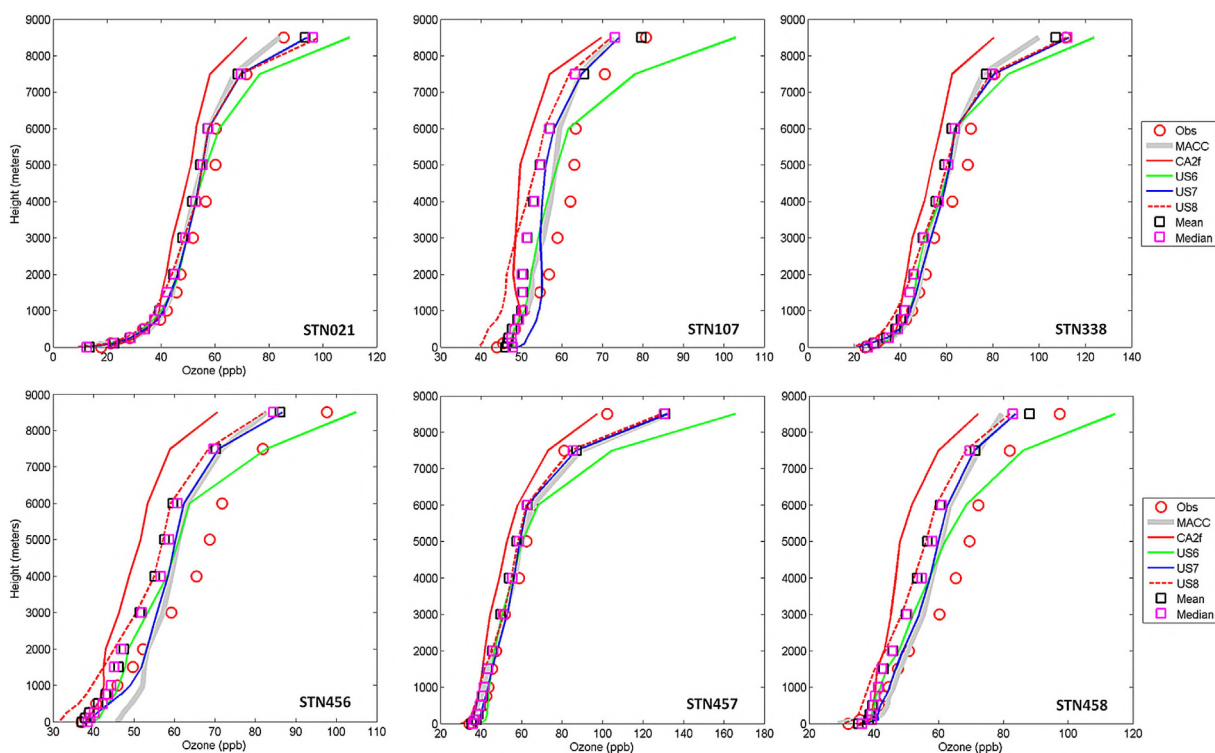 9000
8000
7000
6000
5000
4000
3000
2000
1000
0
Height (meters)
0 20 40 60 80 100 120
Ozone (ppb)
STN021
9000
8000
7000
6000
5000
4000
3000
2000
1000
0
30 40 50 60 70 80 90 100 110
Ozone (ppb)
STN107
9000
8000
7000
6000
5000
4000
3000
2000
1000
0
0 20 40 60 80 100 120 140
Ozone (ppb)
STN338
Obs
MACC
CA2f
US6
US7
US8
Mean
Median
9000
8000
7000
6000
5000
4000
3000
2000
1000
0
Height (meters)
30 40 50 60 70 80 90 100 110
Ozone (ppb)
STN456
9000
8000
7000
6000
5000
4000
3000
2000
1000
0
20 40 60 80 100 120 140 160 180
Ozone (ppb)
STN457
9000
8000
7000
6000
5000
4000
3000
2000
1000
0
20 40 60 80 100 120
Ozone (ppb)
STN458
Obs
MACC
CA2f
US6
US7
US8
Mean
Median